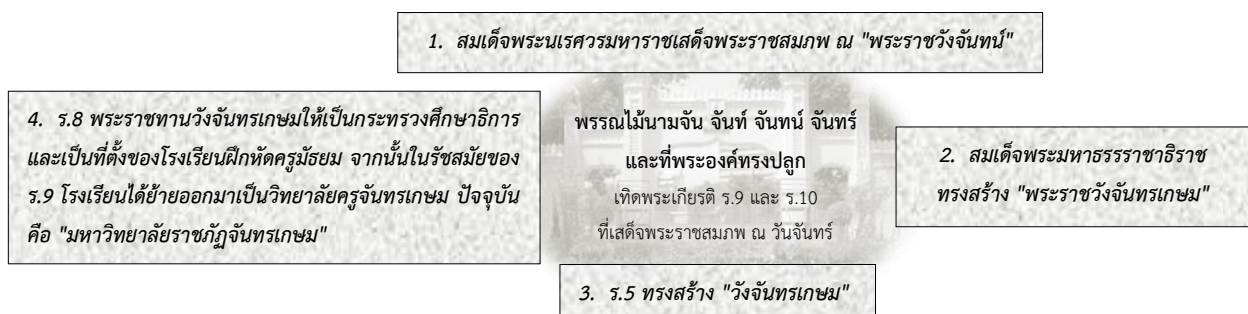 1. สมเด็จพระนเรศวรมหาราชเสด็จพระราชสมภพ ณ "พระราชวังจันทน์"
พรรณไม้นามจัน จันท์ จันทน์ จันทร์
และที่พระองค์ทรงปลูก
เทิดพระเกียรติ ร.9 และ ร.10
ที่เสด็จพระราชสมภพ ณ วันจันทร์
2. สมเด็จพระมหาธรรราชาธิราช
ทรงสร้าง "พระราชวังจันทรเกษม"
3. ร.5 ทรงสร้าง "วังจันทรเกษม"
4. ร.8 พระราชทานวังจันทรเกษมให้เป็นกระทรวงศึกษาธิการ
และเป็นที่ตั้งของโรงเรียนฝึกหัดครูมัธยม จากนั้นในรัชสมัยของ
ร.9 โรงเรียนได้ย้ายออกมาเป็นวิทยาลัยครูจันทรเกษม ปัจจุบัน
คือ "มหาวิทยาลัยราชภัฏจันทรเกษม"